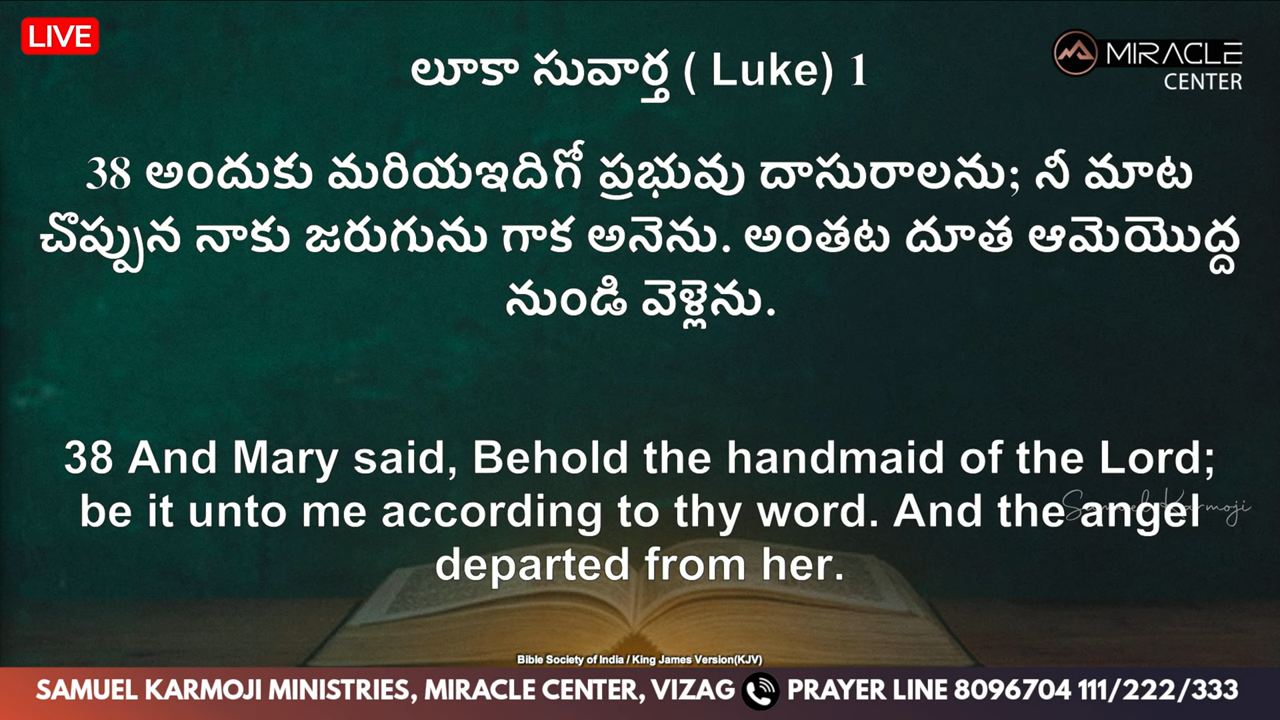 LIVE
లూకా సువార్త ( Luke) 1
MIRACLE
CENTER
38 అందుకు మరియఇదిగో ప్రభువు దాసురాలను; నీ మాట
చొప్పున నాకు జరుగును గాక అనెను. అంతట దూత ఆమెయొద్ద
నుండి వెళ్లెను.
38 And Mary said, Behold the handmaid of the Lord;
be it unto me according to thy word. And the angel
departed from her.
Samuel Karmoji
Bible Society of India / King James Version(KJV)
SAMUEL KARMOJI MINISTRIES, MIRACLE CENTER, VIZAG PRAYER LINE 8096704 111/222/333